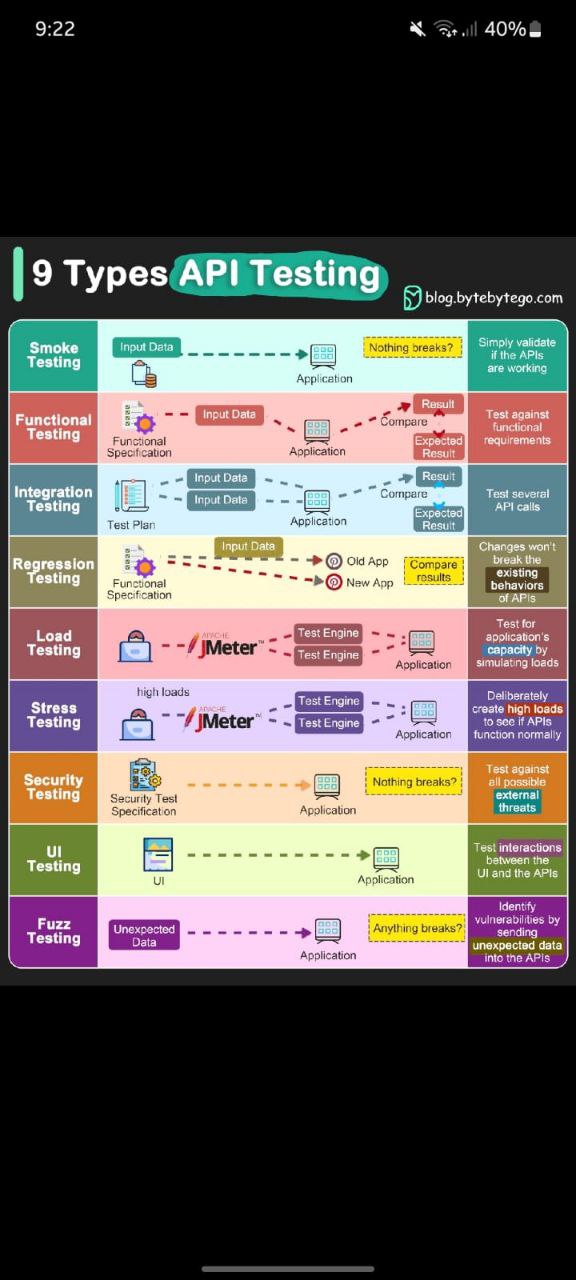 9:22
40%
9 Types API Testing
blog.bytebytego.com
Smoke
Testing
Input Data
Application
Nothing breaks?
Simply validate
if the APIs
are working
Functional
Testing
Functional
Specification
Input Data
Application
Result
Compare
Expected
Result
Test against
functional
requirements
Integration
Testing
Test Plan
Input Data
Input Data
Application
Result
Compare
Expected
Result
Test several
API calls
Regression
Testing
Functional
Specification
Input Data
Old App
New App
Compare
results
Changes won't
break the
existing
behaviors
of APIs
Load
Testing
APACHE
JMeter™
Test Engine
Test Engine
Application
Test for
application's
capacity by
simulating loads
Stress
Testing
high loads
APACHE
JMeter™
Test Engine
Test Engine
Application
Deliberately
create high loads
to see if APIs
function normally
Security
Testing
Security Test
Specification
Application
Nothing breaks?
Test against
all possible
external
threats
UI
Testing
UI
Application
Test interactions
between the
UI and the APIs
Fuzz
Testing
Unexpected
Data
Application
Anything breaks?
Identify
vulnerabilities by
sending
unexpected data
into the APIs